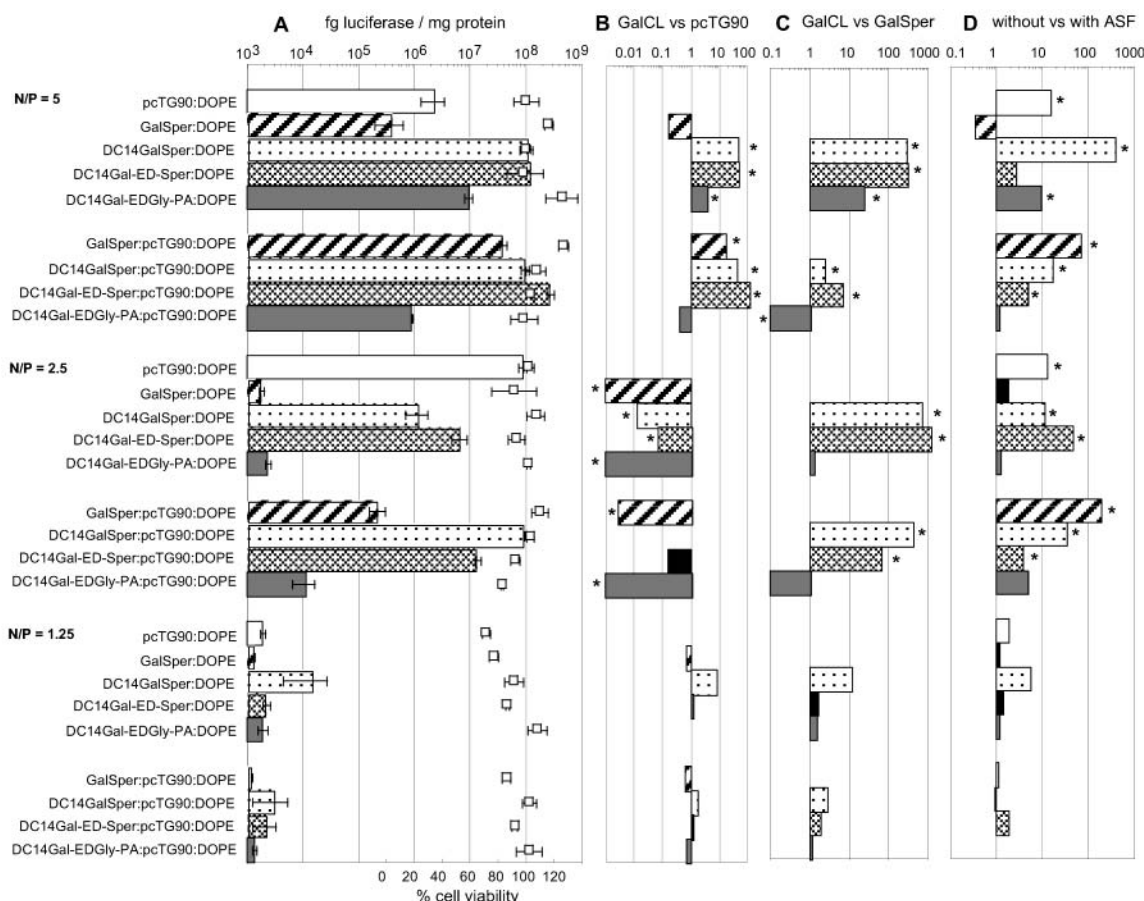 A fg luciferase / mg protein
B GalCL vs pcTG90
C GalCL vs GalSper
D without vs with ASF
10³ 10⁴ 10⁵ 10⁶ 10⁷ 10⁸ 10⁹
0.01 0.1 1 10 100
0.1 1 10 100 1000
0.1 1 10 100 1000
N/P = 5
pcTG90:DOPE
GalSper:DOPE
DC14GalSper:DOPE
DC14Gal-ED-Sper:DOPE
DC14Gal-EDGly-PA:DOPE
GalSper:pcTG90:DOPE
DC14GalSper:pcTG90:DOPE
DC14Gal-ED-Sper:pcTG90:DOPE
DC14Gal-EDGly-PA:pcTG90:DOPE
N/P = 2.5
pcTG90:DOPE
GalSper:DOPE
DC14GalSper:DOPE
DC14Gal-ED-Sper:DOPE
DC14Gal-EDGly-PA:DOPE
GalSper:pcTG90:DOPE
DC14GalSper:pcTG90:DOPE
DC14Gal-ED-Sper:pcTG90:DOPE
DC14Gal-EDGly-PA:pcTG90:DOPE
N/P = 1.25
pcTG90:DOPE
GalSper:DOPE
DC14GalSper:DOPE
DC14Gal-ED-Sper:DOPE
DC14Gal-EDGly-PA:DOPE
GalSper:pcTG90:DOPE
DC14GalSper:pcTG90:DOPE
DC14Gal-ED-Sper:pcTG90:DOPE
DC14Gal-EDGly-PA:pcTG90:DOPE
0 20 40 60 80 100 120
% cell viability